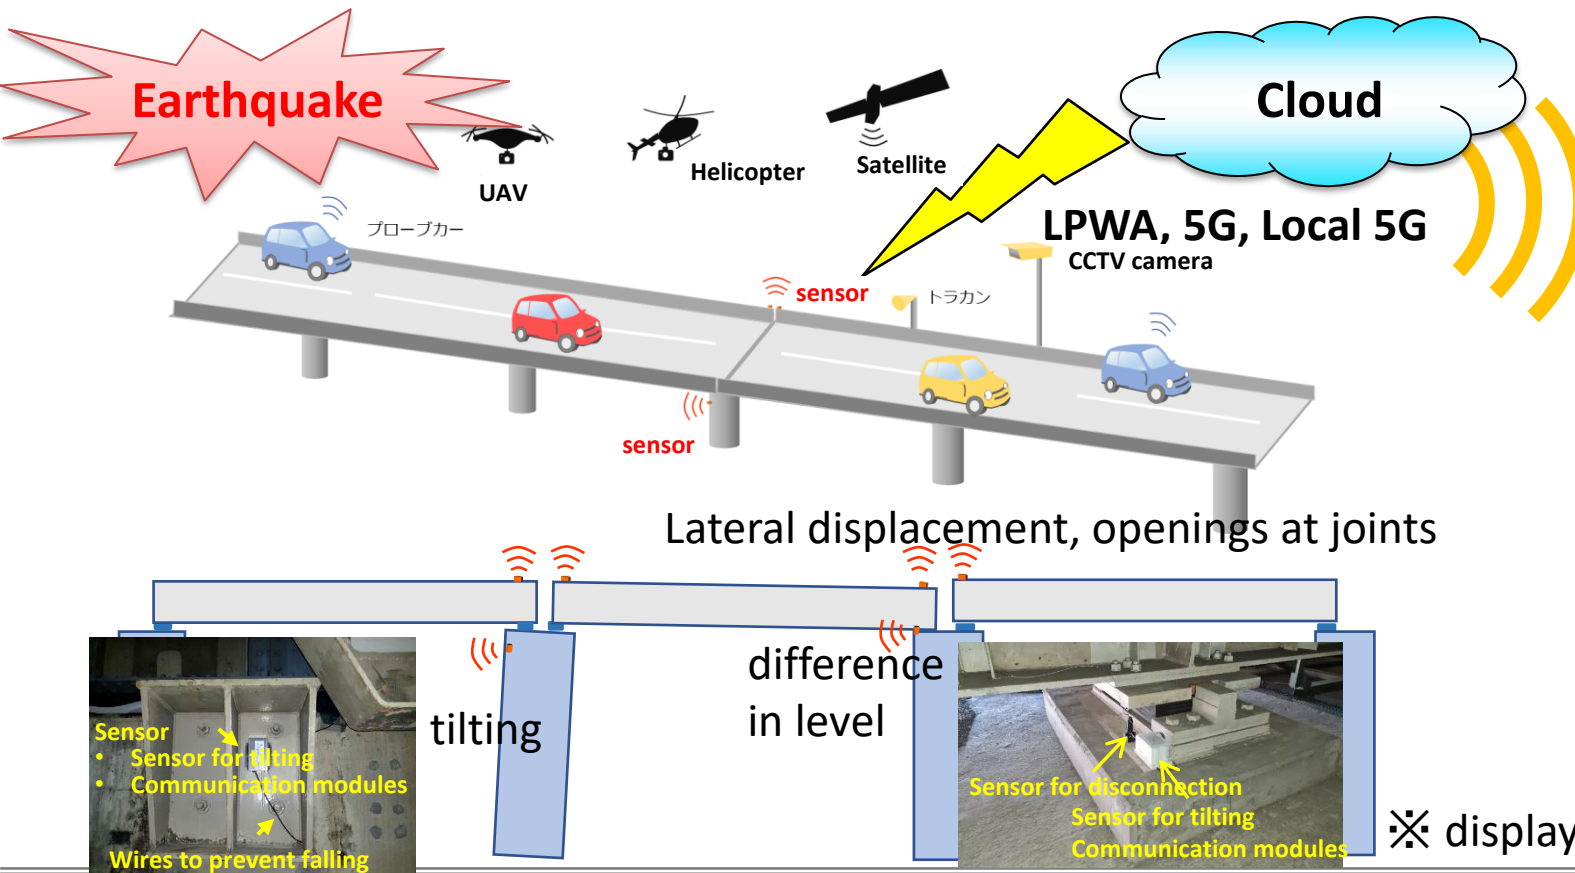 Earthquake
Cloud
UAV
Helicopter
Satellite
LPWA, 5G, Local 5G
プローブカー
CCTV camera
sensor
トラカン
sensor
Lateral displacement, openings at joints
tilting
difference
in level
Sensor
• Sensor for tilting
• Communication modules
Wires to prevent falling
Sensor for disconnection
Sensor for tilting
Communication modules
※ display